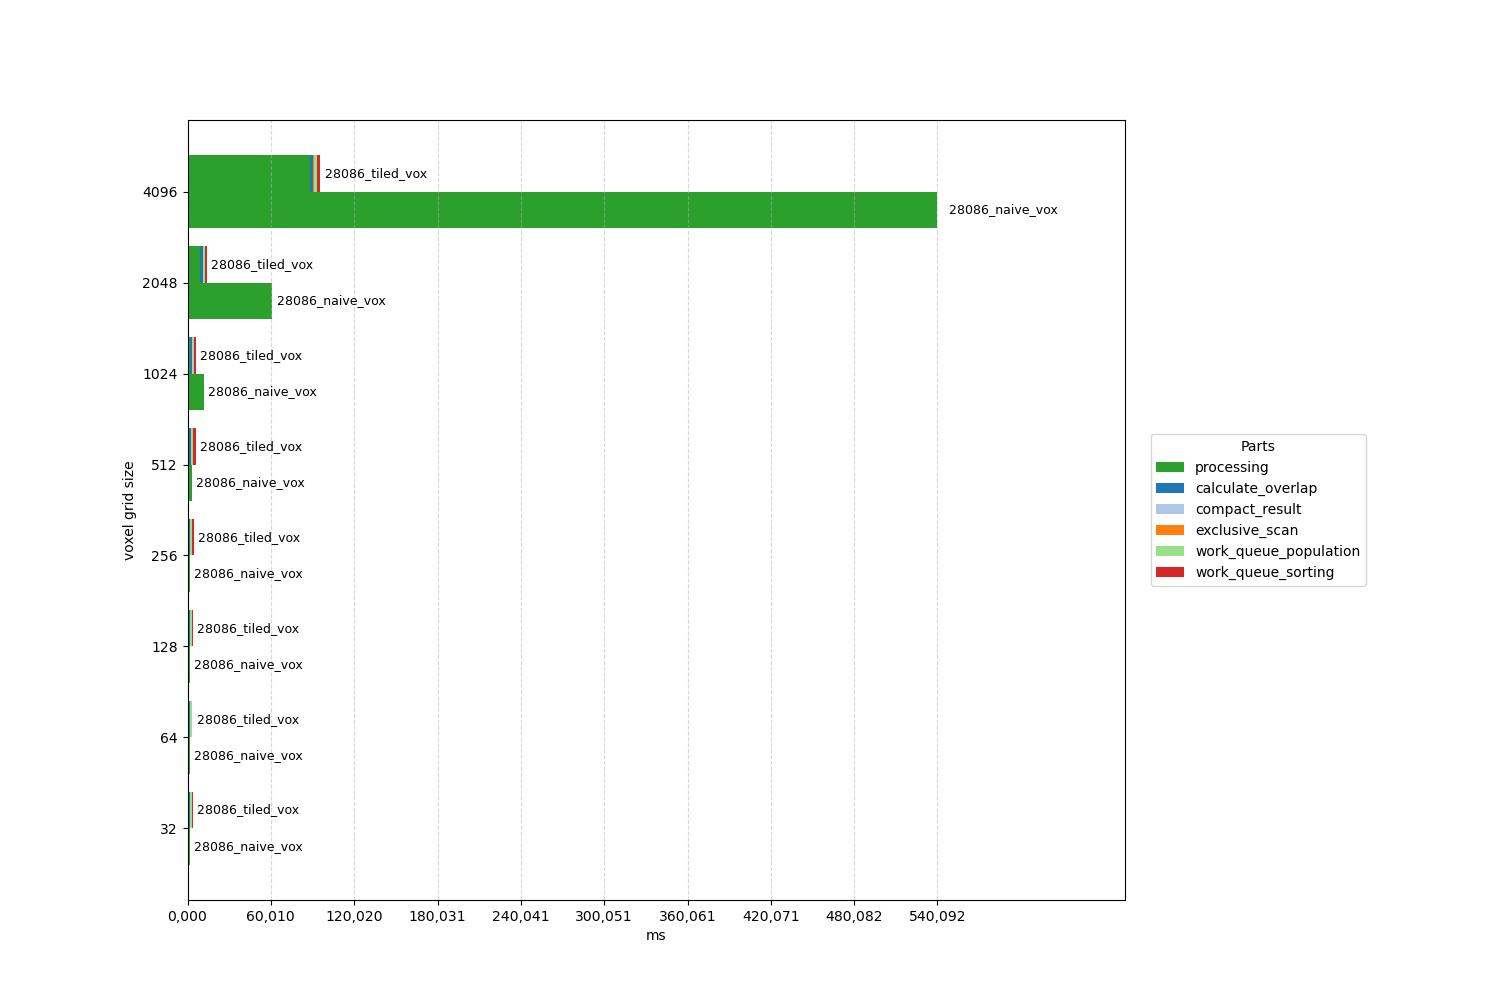 28086_tiled_vox
4096
28086_naive_vox
28086_tiled_vox
2048
28086_naive_vox
28086_tiled_vox
1024
28086_naive_vox
28086_tiled_vox
512
28086_naive_vox
28086_tiled_vox
256
28086_naive_vox
28086_tiled_vox
128
28086_naive_vox
28086_tiled_vox
64
28086_naive_vox
28086_tiled_vox
32
28086_naive_vox
voxel grid size
0,000 60,010 120,020 180,031 240,041 300,051 360,061 420,071 480,082 540,092
ms
Parts
processing
calculate_overlap
compact_result
exclusive_scan
work_queue_population
work_queue_sorting